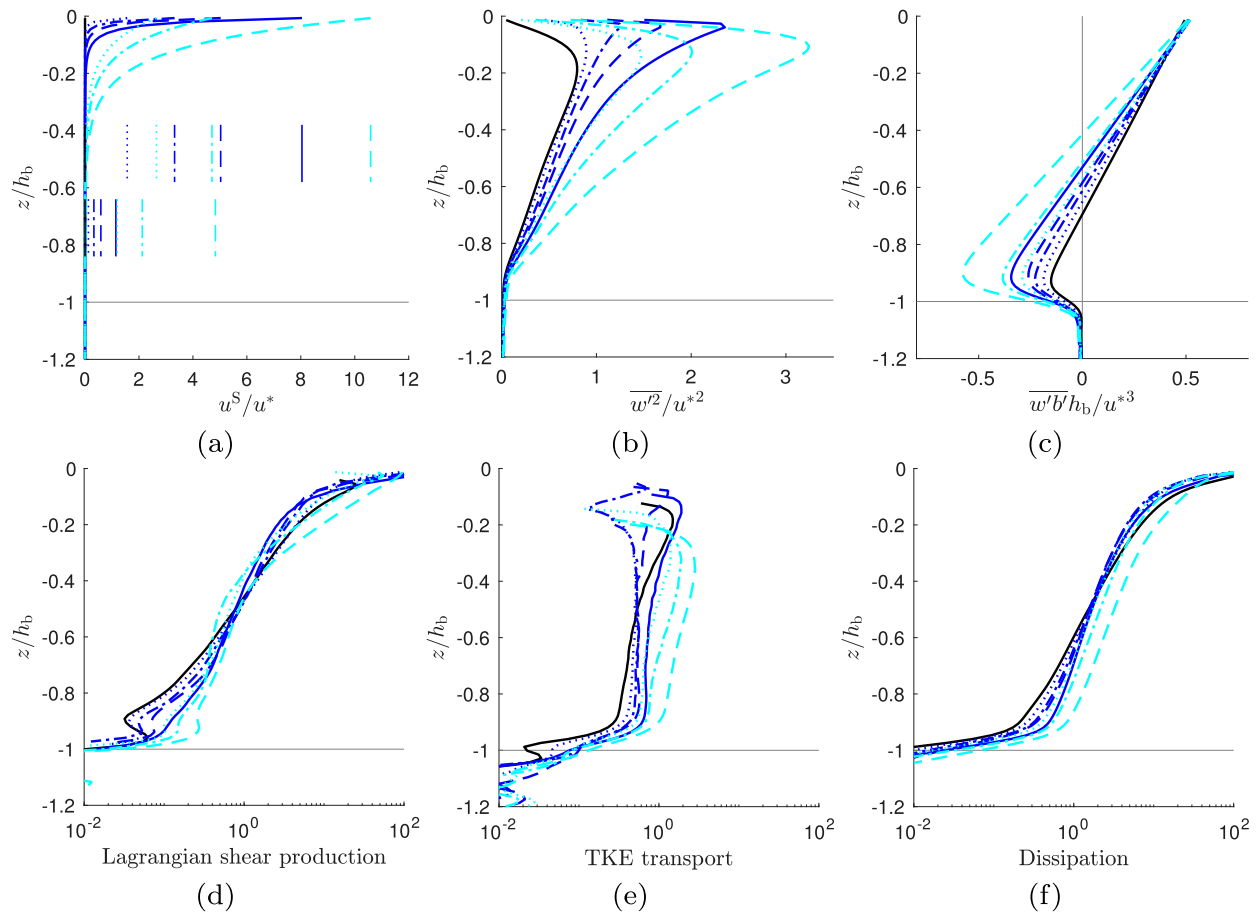 0
-0.2
-0.4
-0.6
-0.8
-1
-1.2
z/h_b
0 2 4 6 8 10 12
u^S/u*
(a)
0
-0.2
-0.4
-0.6
-0.8
-1
-1.2
z/h_b
0 1 2 3
\overline{w'^2}/u*^2
(b)
0
-0.2
-0.4
-0.6
-0.8
-1
-1.2
z/h_b
-0.5 0 0.5
\overline{w'b'}h_b/u*^3
(c)
0
-0.2
-0.4
-0.6
-0.8
-1
-1.2
z/h_b
10^-2 10^0 10^2
Lagrangian shear production
(d)
0
-0.2
-0.4
-0.6
-0.8
-1
-1.2
z/h_b
10^-2 10^0 10^2
TKE transport
(e)
0
-0.2
-0.4
-0.6
-0.8
-1
-1.2
z/h_b
10^-2 10^0 10^2
Dissipation
(f)